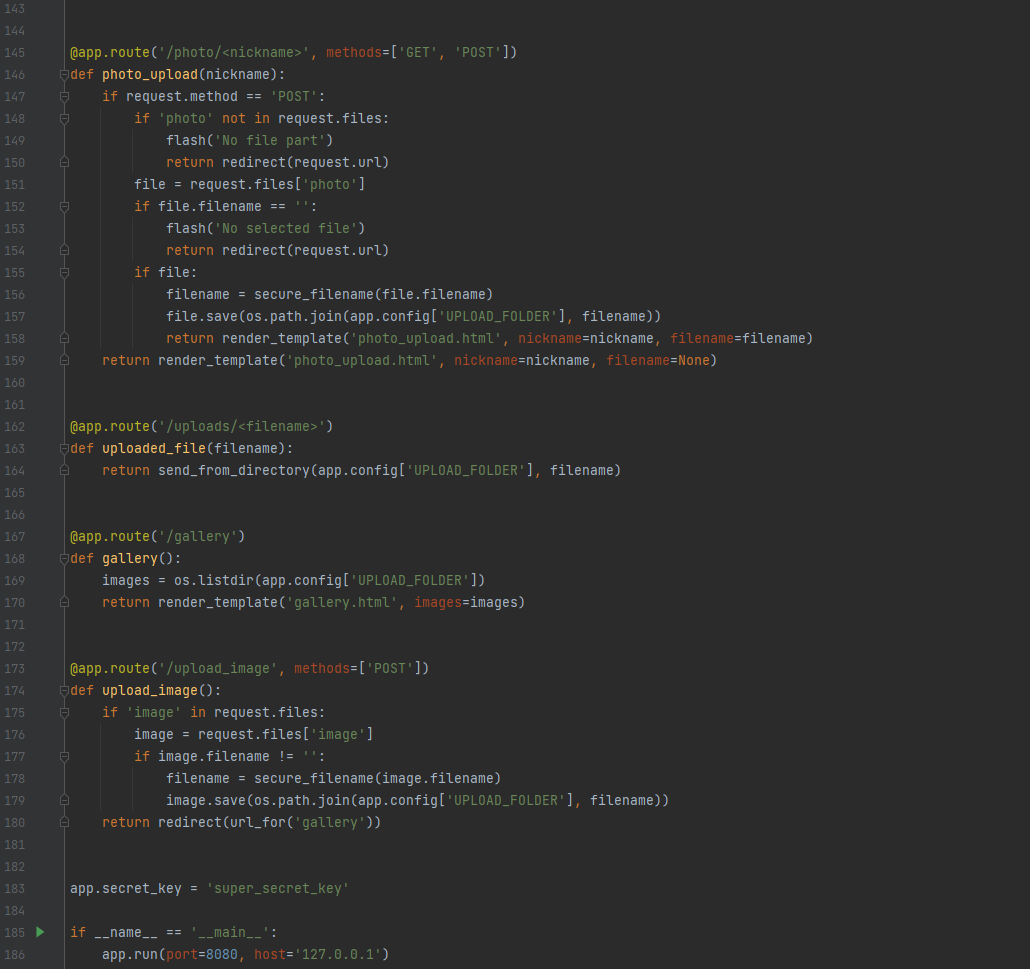 143
144
145 @app.route('/photo/<nickname>', methods=['GET', 'POST'])
146 def photo_upload(nickname):
147     if request.method == 'POST':
148         if 'photo' not in request.files:
149             flash('No file part')
150             return redirect(request.url)
151         file = request.files['photo']
152         if file.filename == '':
153             flash('No selected file')
154             return redirect(request.url)
155         if file:
156             filename = secure_filename(file.filename)
157             file.save(os.path.join(app.config['UPLOAD_FOLDER'], filename))
158             return render_template('photo_upload.html', nickname=nickname, filename=filename)
159     return render_template('photo_upload.html', nickname=nickname, filename=None)
160
161
162 @app.route('/uploads/<filename>')
163 def uploaded_file(filename):
164     return send_from_directory(app.config['UPLOAD_FOLDER'], filename)
165
166
167 @app.route('/gallery')
168 def gallery():
169     images = os.listdir(app.config['UPLOAD_FOLDER'])
170     return render_template('gallery.html', images=images)
171
172
173 @app.route('/upload_image', methods=['POST'])
174 def upload_image():
175     if 'image' in request.files:
176         image = request.files['image']
177         if image.filename != '':
178             filename = secure_filename(image.filename)
179             image.save(os.path.join(app.config['UPLOAD_FOLDER'], filename))
180     return redirect(url_for('gallery'))
181
182
183 app.secret_key = 'super_secret_key'
184
185 if __name__ == '__main__':
186     app.run(port=8080, host='127.0.0.1')